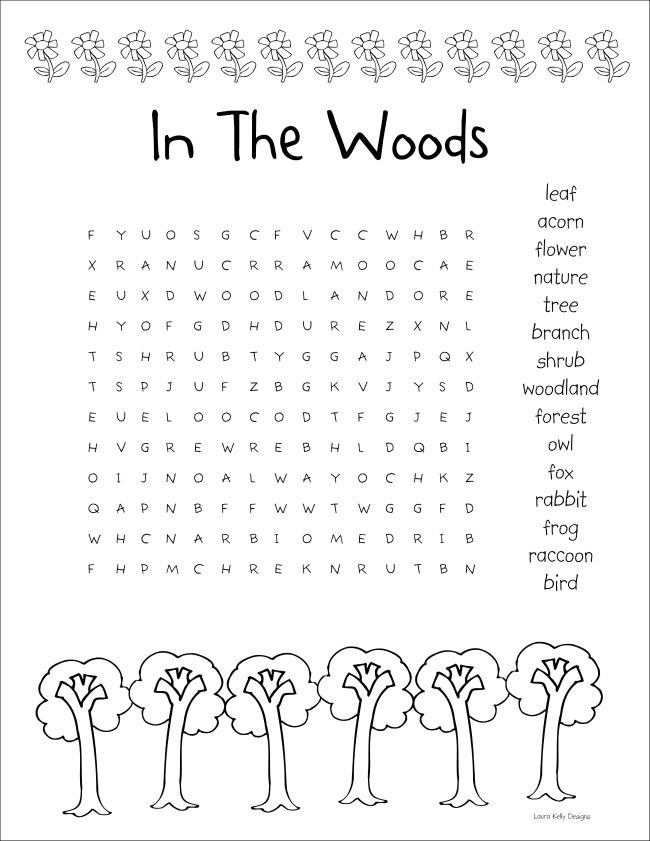 In The Woods
leaf
acorn
flower
nature
tree
branch
shrub
woodland
forest
owl
fox
rabbit
frog
raccoon
bird
F Y U O S G C F V C C W H B R
X R A N U C R R A M O O C A E
E U X D W O O D L A N D O R E
H Y O F G D H D U R E Z X N L
T S H R U B T Y G G A J P Q X
T S P J U F Z B G K V J Y S D
E U E L O O C O D T F G J E J
H V G R E W R E B H L D Q B I
O I J N O A L W A Y O C H K Z
Q A P N B F F W W T W G G F D
W H C N A R B I O M E D R I B
F H P M C H R E K N R U T B N
Laura Kelly Designs